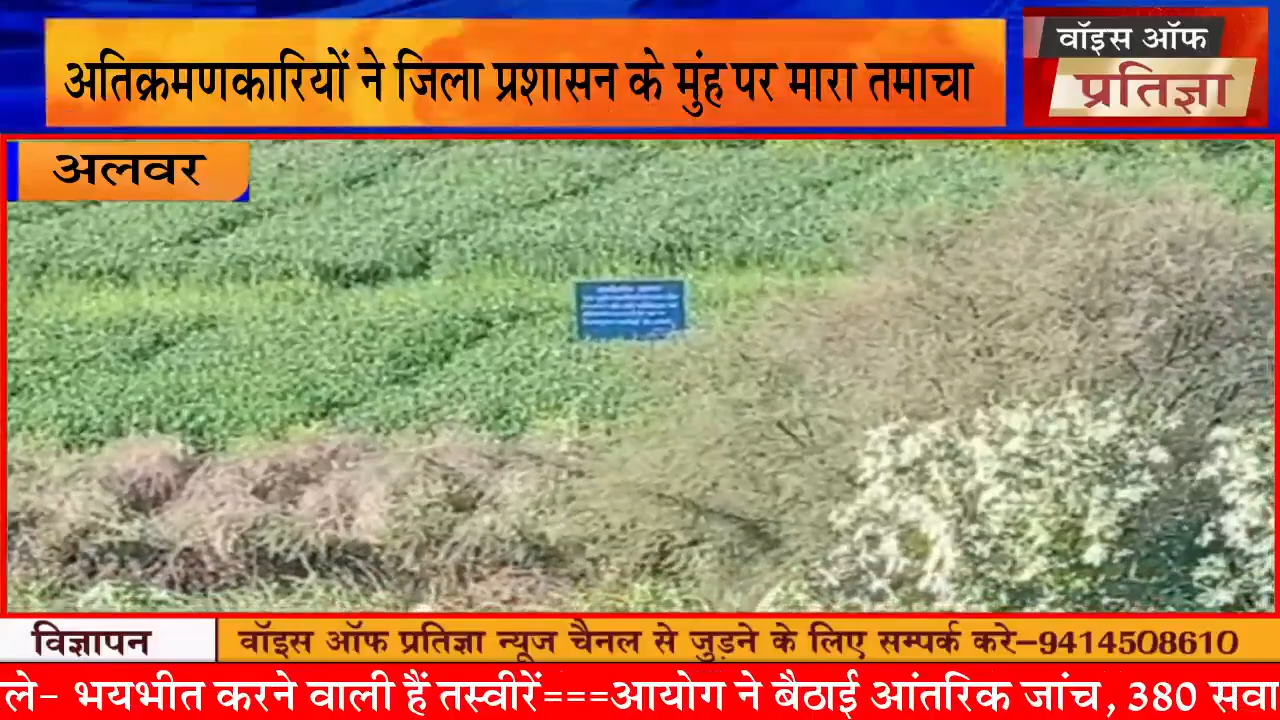 अतिक्रमणकारियों ने जिला प्रशासन के मुंह पर मारा तमाचा
वॉइस ऑफ
प्रतिज्ञा
अलवर
विज्ञापन
वॉइस ऑफ प्रतिज्ञा न्यूज चैनल से जुड़ने के लिए सम्पर्क करे-9414508610
ले- भयभीत करने वाली हैं तस्वीरें===आयोग ने बैठाई आंतरिक जांच, 380 सवा